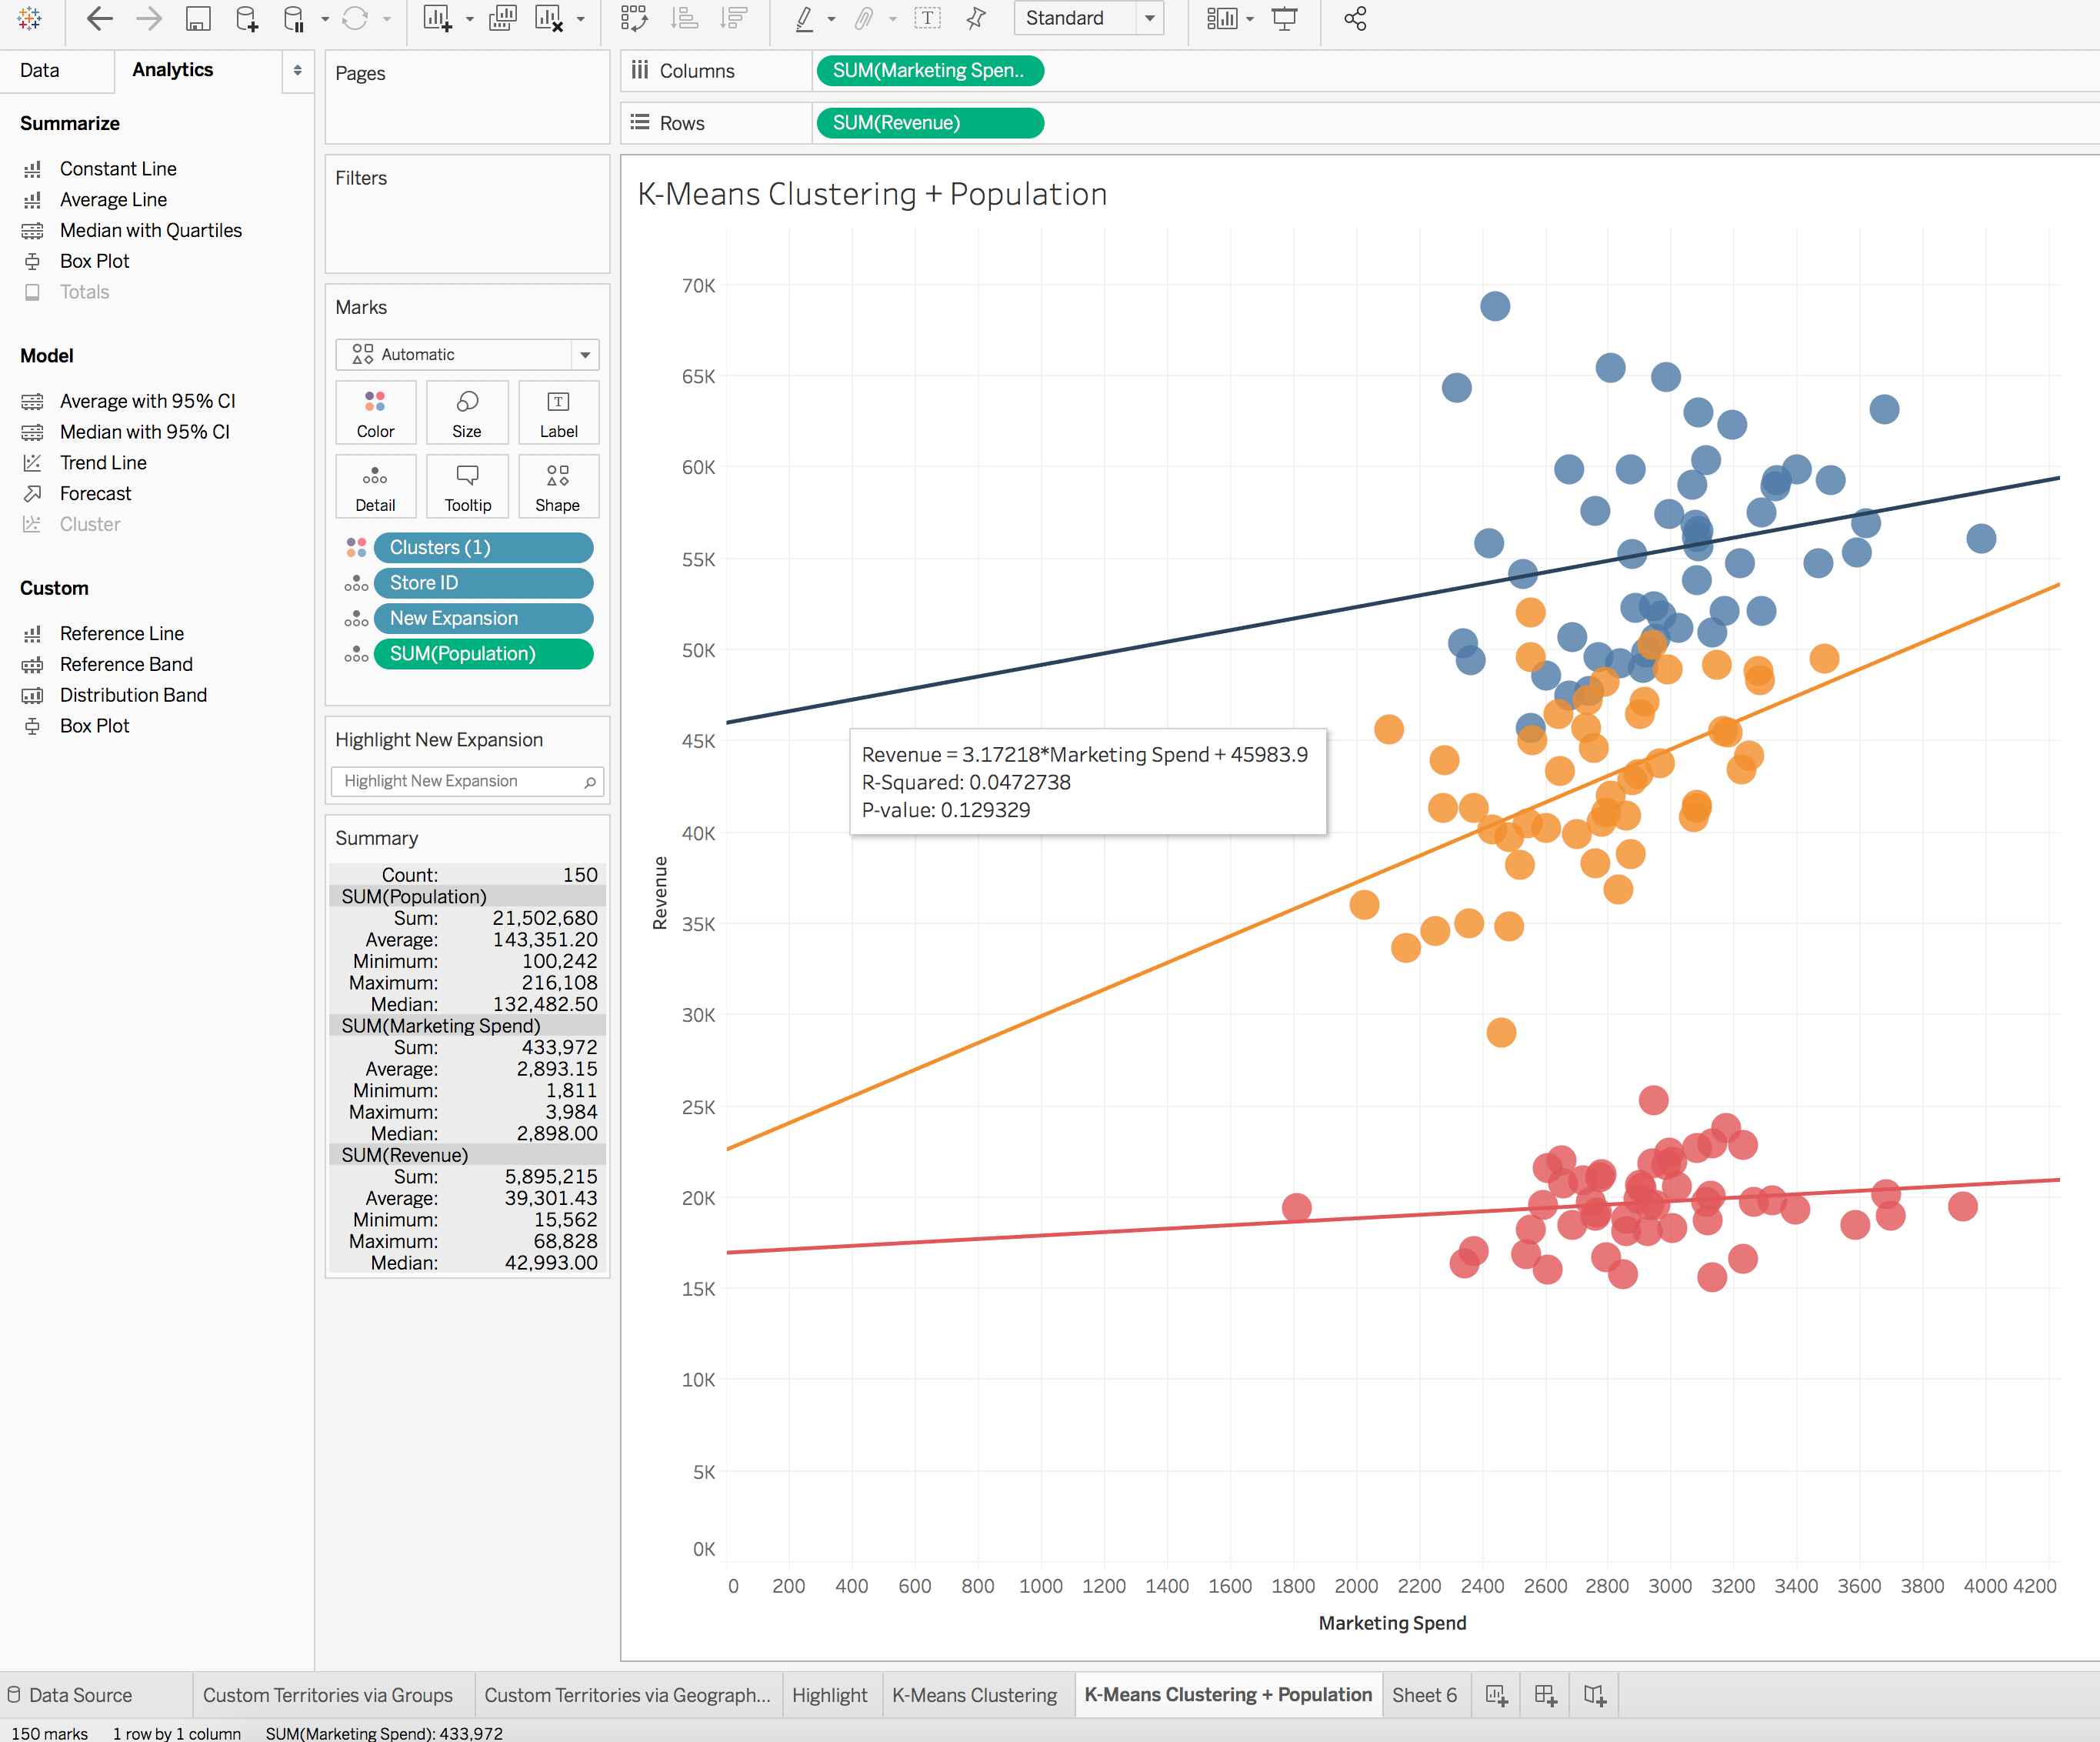 Standard
Data
Analytics
Summarize
Constant Line
Average Line
Median with Quartiles
Box Plot
Totals
Model
Average with 95% CI
Median with 95% CI
Trend Line
Forecast
Cluster
Custom
Reference Line
Reference Band
Distribution Band
Box Plot
Pages
Filters
Marks
Automatic
Color
Size
T
Label
Detail
Tooltip
Shape
Clusters (1)
Store ID
New Expansion
SUM(Population)
Highlight New Expansion
Highlight New Expansion
Summary
Count: 150
SUM(Population)
Sum: 21,502,680
Average: 143,351.20
Minimum: 100,242
Maximum: 216,108
Median: 132,482.50
SUM(Marketing Spend)
Sum: 433,972
Average: 2,893.15
Minimum: 1,811
Maximum: 3,984
Median: 2,898.00
SUM(Revenue)
Sum: 5,895,215
Average: 39,301.43
Minimum: 15,562
Maximum: 68,828
Median: 42,993.00
Columns
SUM(Marketing Spen..
Rows
SUM(Revenue)
K-Means Clustering + Population
70K
65K
60K
55K
50K
45K
40K
35K
30K
25K
20K
15K
10K
5K
0K
Revenue
Revenue = 3.17218*Marketing Spend + 45983.9
R-Squared: 0.0472738
P-value: 0.129329
0 200 400 600 800 1000 1200 1400 1600 1800 2000 2200 2400 2600 2800 3000 3200 3400 3600 3800 4000 4200
Marketing Spend
Data Source
Custom Territories via Groups
Custom Territories via Geograph...
Highlight
K-Means Clustering
K-Means Clustering + Population
Sheet 6
150 marks 1 row by 1 column SUM(Marketing Spend): 433,972